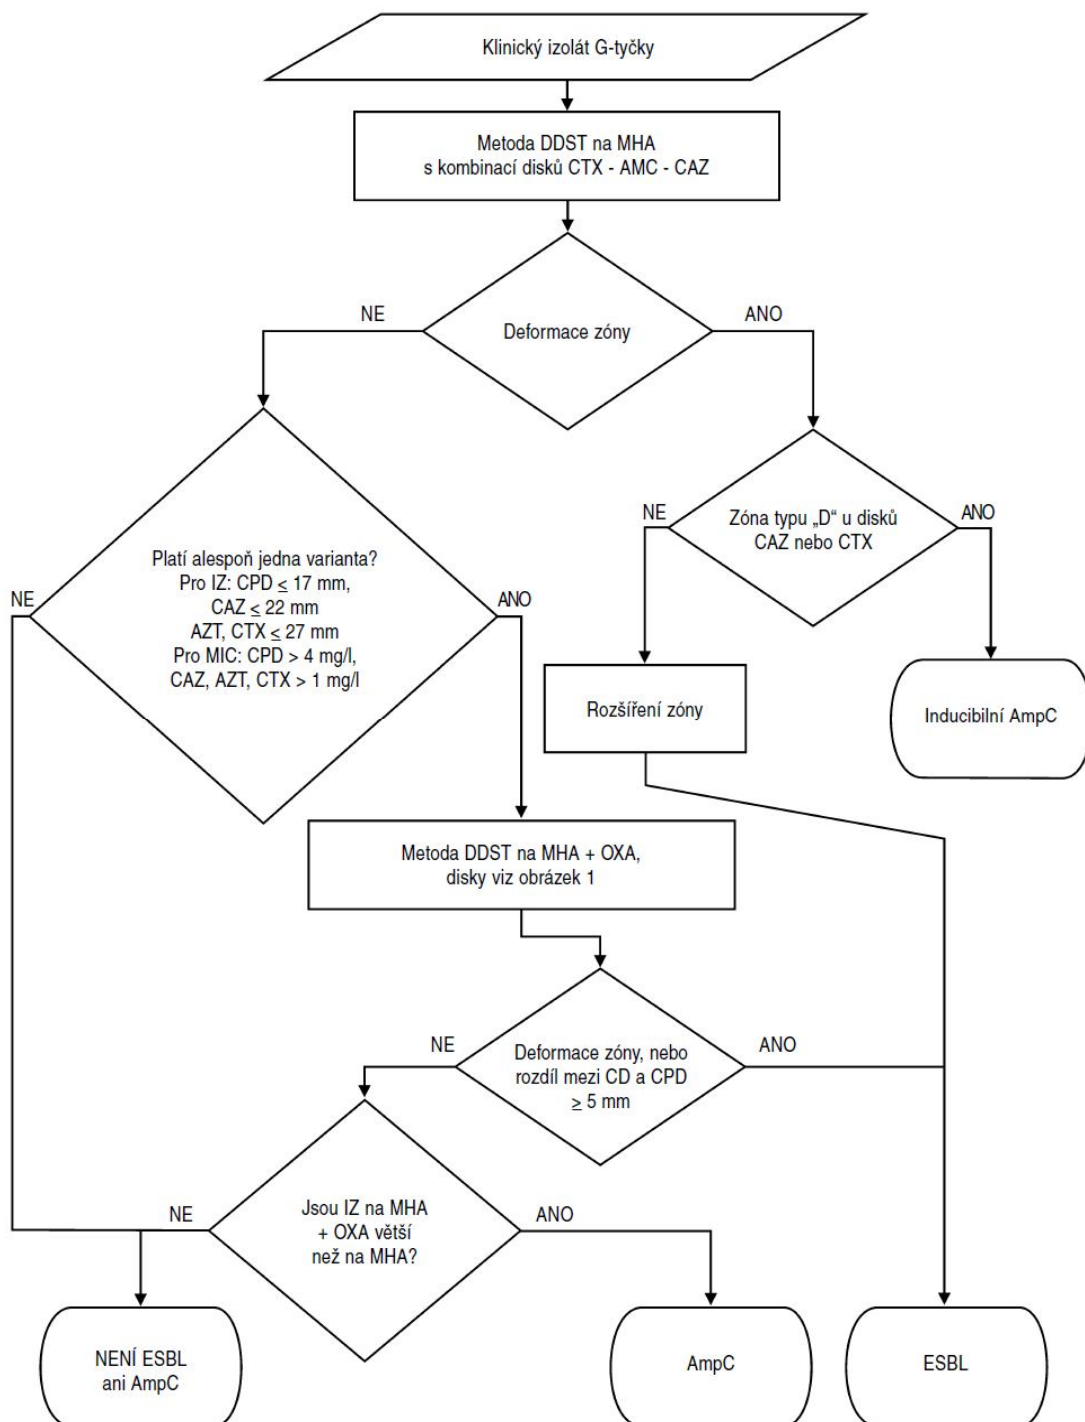 Klinický izolát G-tyčky
Metoda DDST na MHA
s kombinací disků CTX - AMC - CAZ
NE
ANO
Deformace zóny
NE
ANO
Zóna typu „D“ u disků
CAZ nebo CTX
NE
ANO
Platí alespoň jedna varianta?
Pro IZ: CPD ≤ 17 mm,
CAZ ≤ 22 mm
AZT, CTX ≤ 27 mm
Pro MIC: CPD > 4 mg/l,
CAZ, AZT, CTX > 1 mg/l
Rozšíření zóny
Inducibilní AmpC
Metoda DDST na MHA + OXA,
disky viz obrázek 1
NE
ANO
Deformace zóny, nebo
rozdíl mezi CD a CPD
≥ 5 mm
NE
ANO
Jsou IZ na MHA
+ OXA větší
než na MHA?
NENÍ ESBL
ani AmpC
AmpC
ESBL